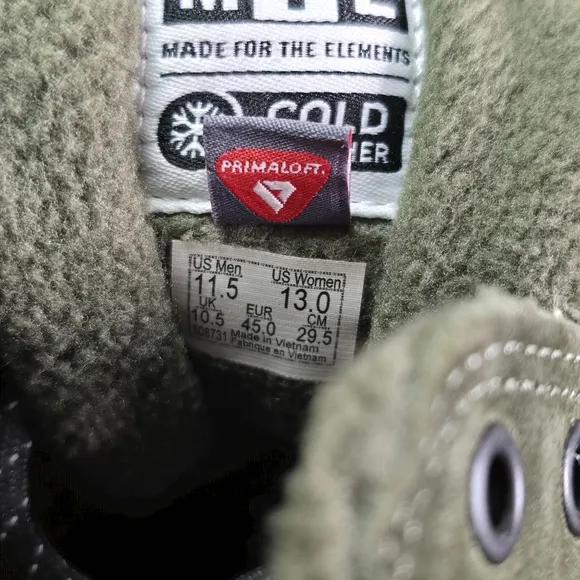 MADE FOR THE ELEMENTS
COLD
PRIMALOFT.
US Men US Women
11.5 13.0
UK EUR CM
10.5 45.0 29.5
Made in Vietnam
Fabriqué en Vietnam